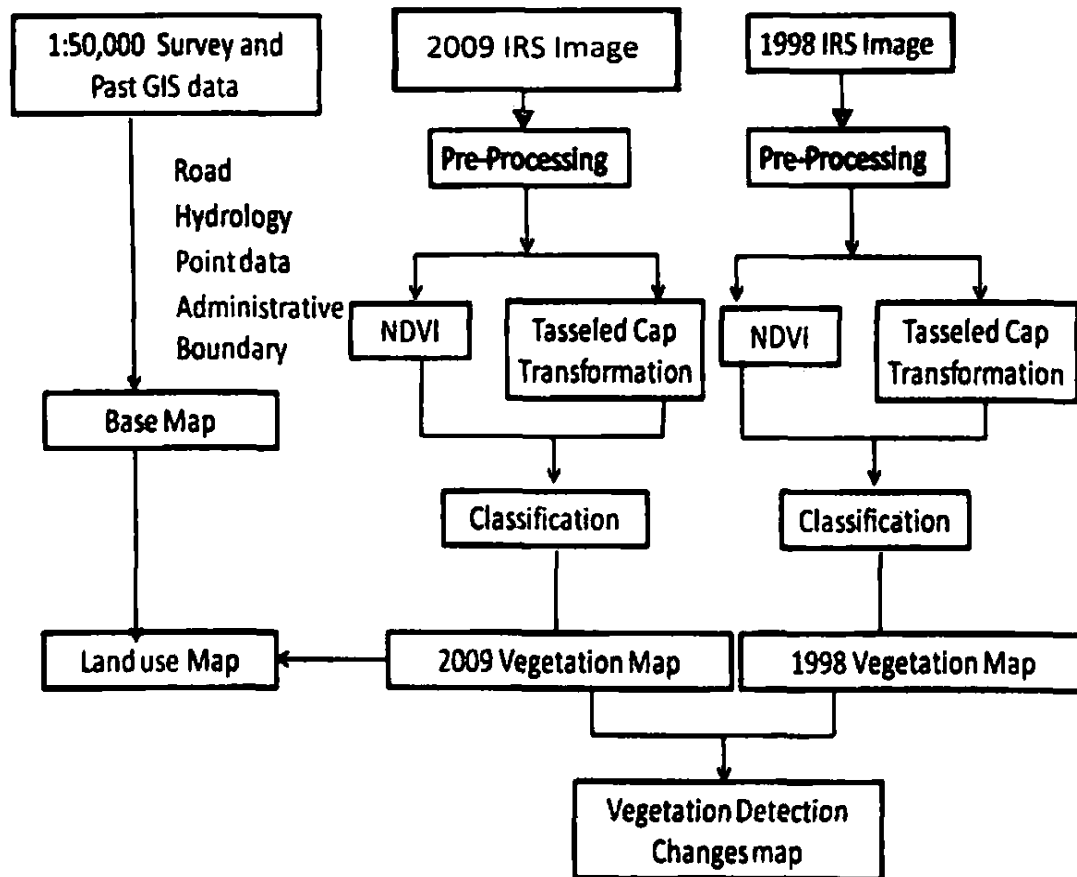 1:50,000 Survey and
Past GIS data
2009 IRS Image
1998 IRS Image
Pre-Processing
Pre-Processing
Road
Hydrology
Point data
Administrative
Boundary
NDVI
Tasseled Cap
Transformation
NDVI
Tasseled Cap
Transformation
Base Map
Classification
Classification
Land use Map
2009 Vegetation Map
1998 Vegetation Map
Vegetation Detection
Changes map